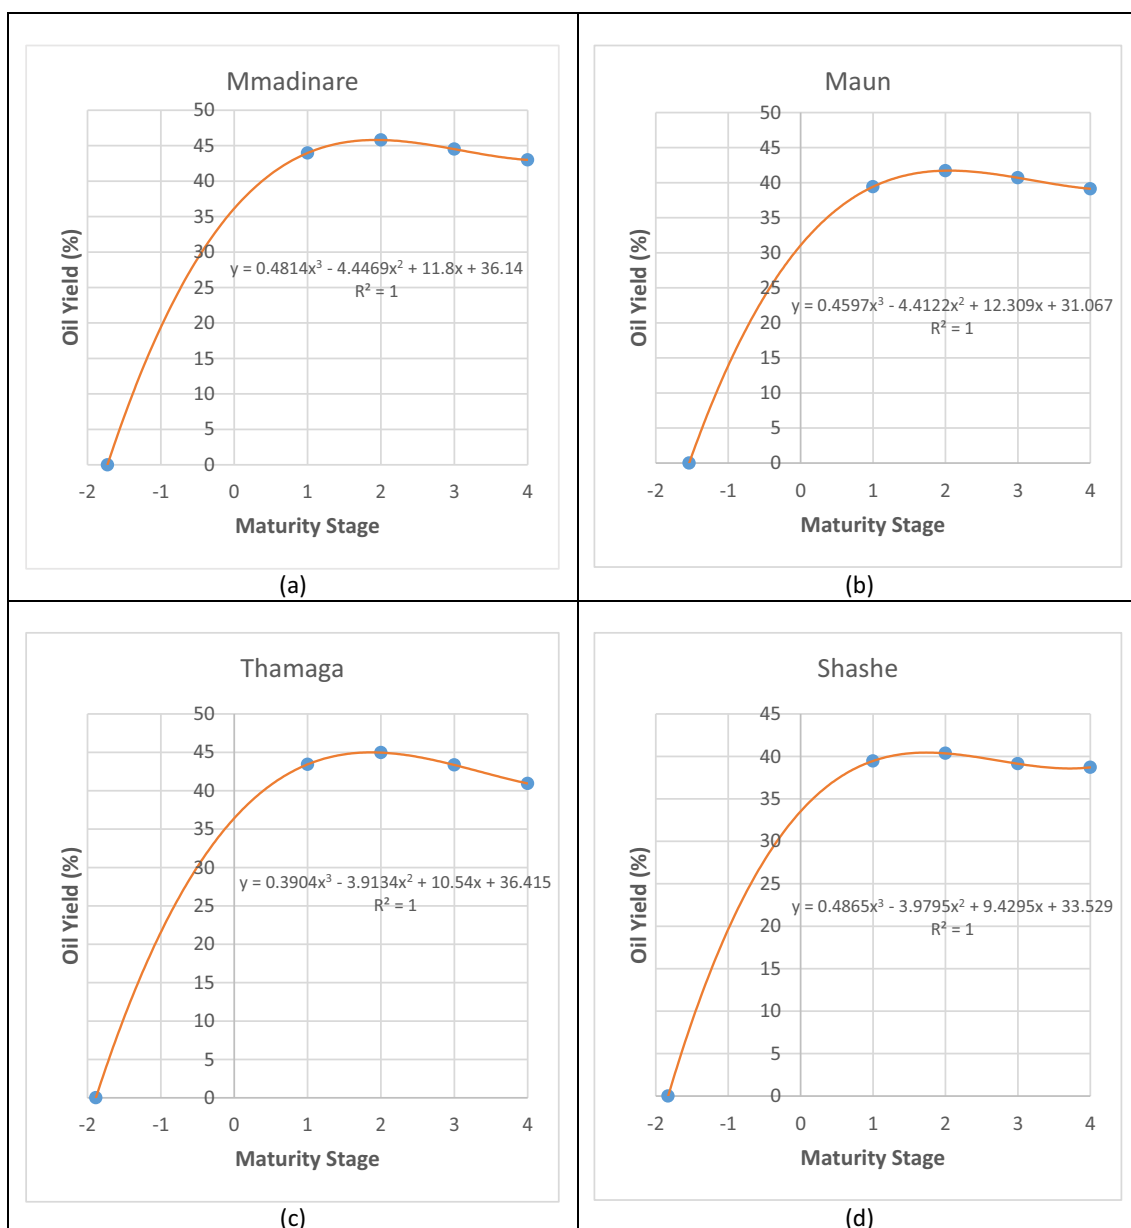 Mmadinare
50
45
40
35
30
25
20
15
10
5
0
-2 -1 0 1 2 3 4
Oil Yield (%)
Maturity Stage
y = 0.4814x³ - 4.4469x² + 11.8x + 36.14
R² = 1
(a)
Maun
50
45
40
35
30
25
20
15
10
5
0
-2 -1 0 1 2 3 4
Oil Yield (%)
Maturity Stage
y = 0.4597x³ - 4.4122x² + 12.309x + 31.067
R² = 1
(b)
Thamaga
50
45
40
35
30
25
20
15
10
5
0
-2 -1 0 1 2 3 4
Oil Yield (%)
Maturity Stage
y = 0.3904x³ - 3.9134x² + 10.54x + 36.415
R² = 1
(c)
Shashe
45
40
35
30
25
20
15
10
5
0
-2 -1 0 1 2 3 4
Oil Yield (%)
Maturity Stage
y = 0.4865x³ - 3.9795x² + 9.4295x + 33.529
R² = 1
(d)